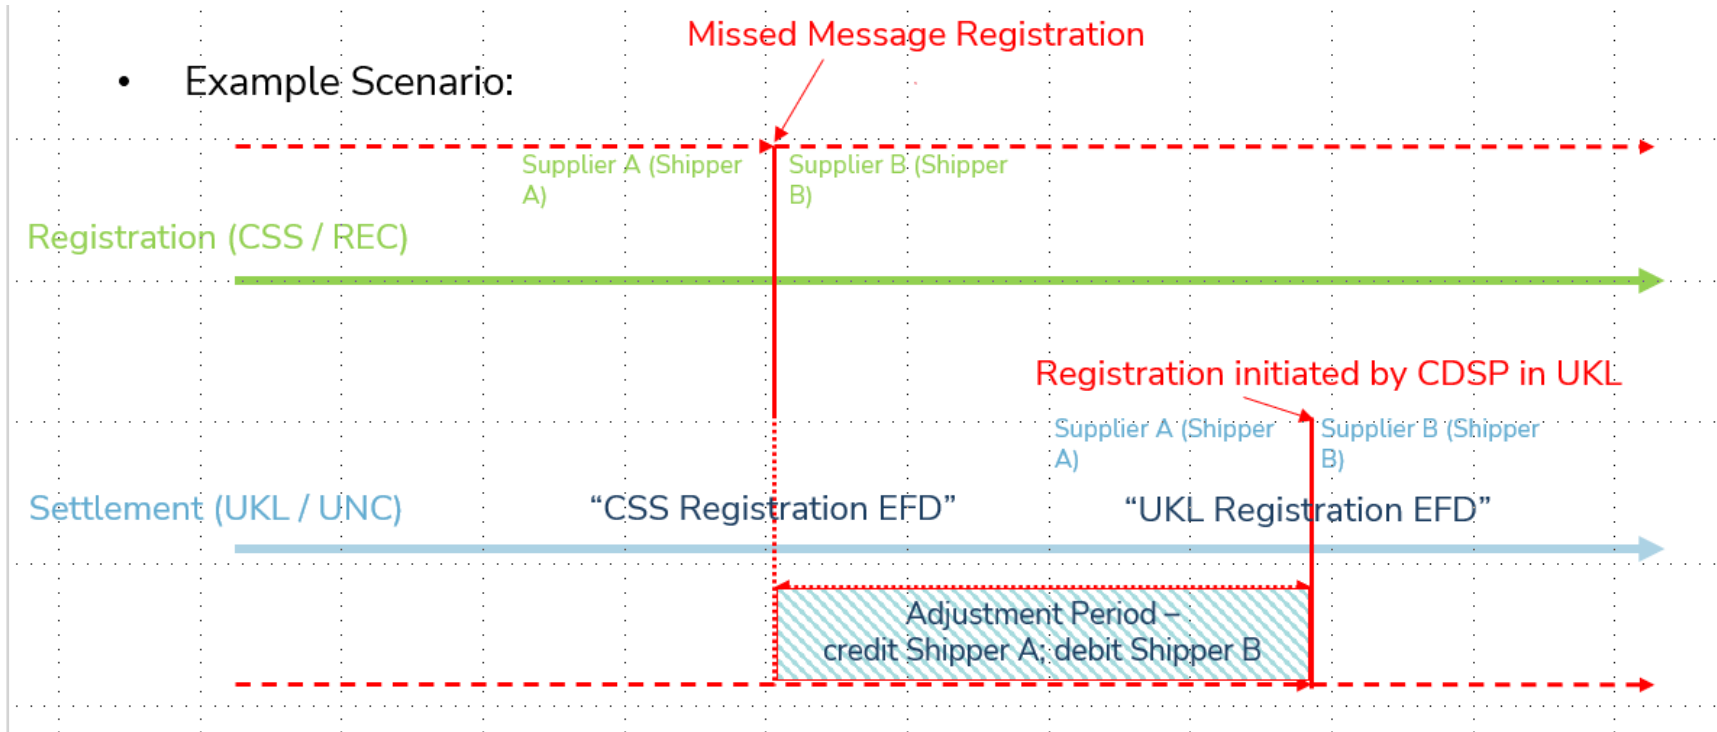 Missed Message Registration
• Example Scenario:
Supplier A (Shipper
A)
Supplier B (Shipper
B)
Registration (CSS / REC)
Registration initiated by CDSP in UKL
Supplier A (Shipper
A)
Supplier B (Shipper
B)
Settlement (UKL / UNC)
“CSS Registration EFD”
“UKL Registration EFD”
Adjustment Period –
credit Shipper A; debit Shipper B